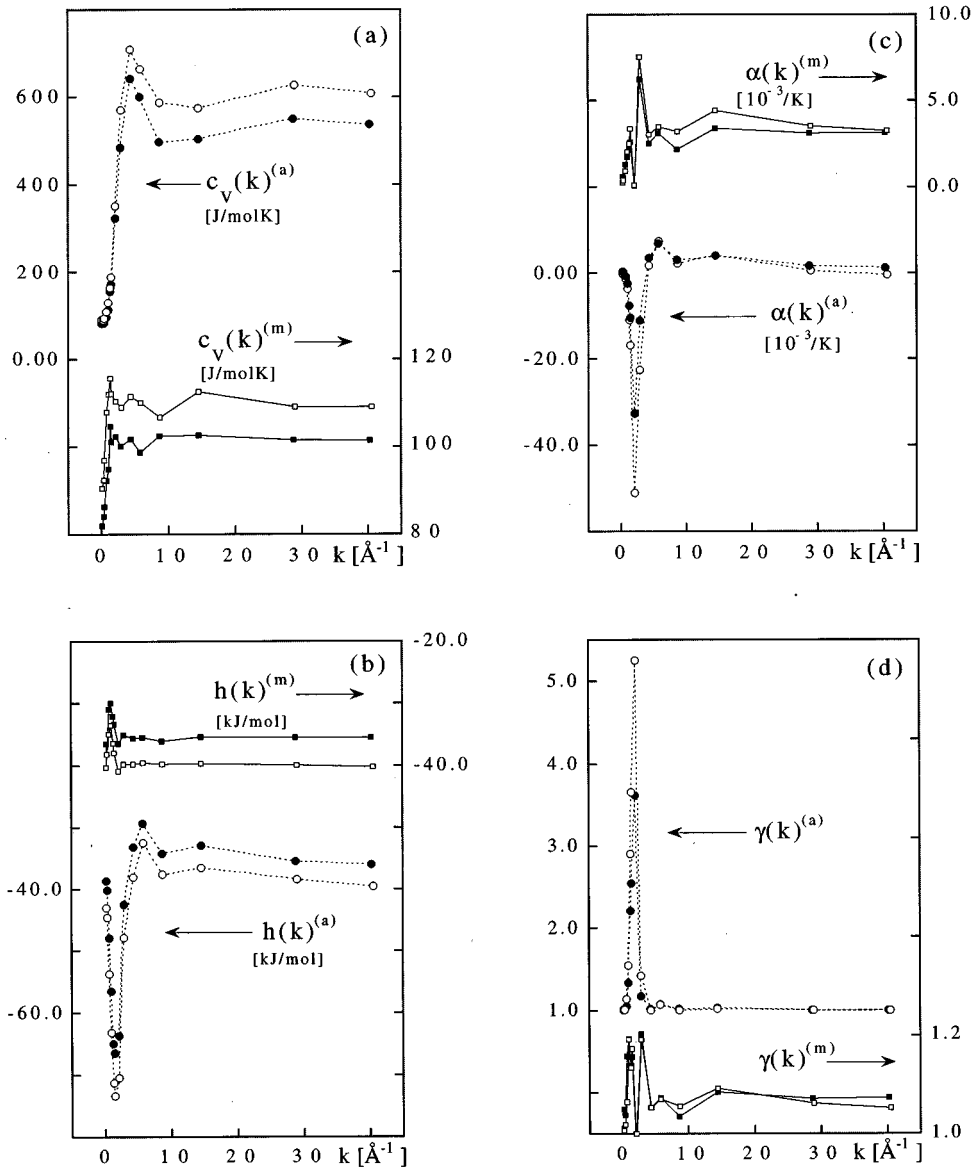 (a)
600
400
200
0.00
c_v(k)^(a)
[J/molK]
c_v(k)^(m)
[J/molK]
120
100
80
0 10 20 30 k [Å⁻¹]
(c)
10.0
5.0
0.0
α(k)^(m)
[10⁻³/K]
0.00
-20.0
-40.0
α(k)^(a)
[10⁻³/K]
0 10 20 30 k [Å⁻¹]
(b)
-20.0
-40.0
h(k)^(m)
[kJ/mol]
-40.0
-60.0
h(k)^(a)
[kJ/mol]
0 10 20 30 k [Å⁻¹]
(d)
5.0
4.0
3.0
2.0
1.0
γ(k)^(a)
γ(k)^(m)
1.2
1.0
0 10 20 30 k [Å⁻¹]